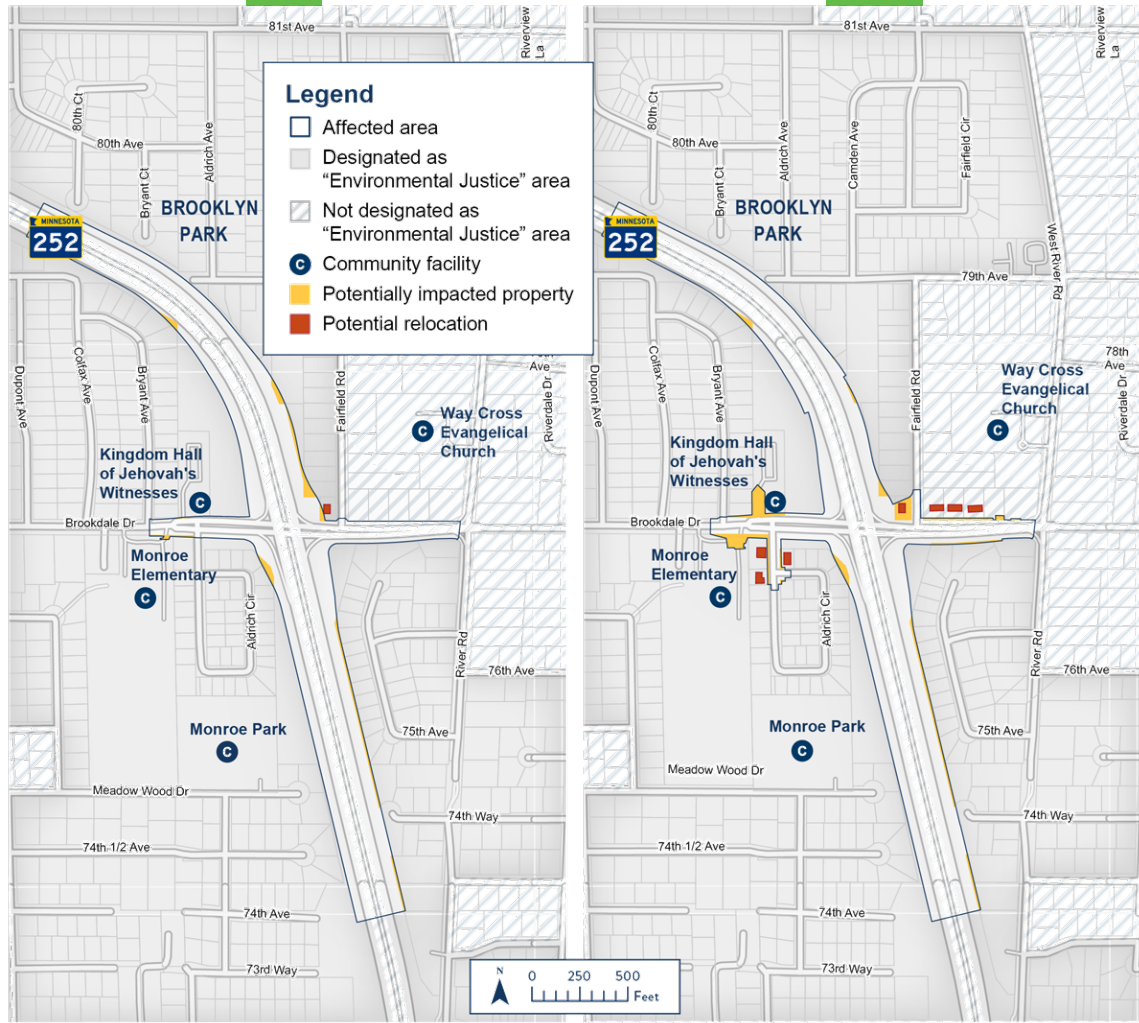 81st Ave
Riverview
La
80th Ct
80th Ave
Aldrich Ave
Bryant Ct
BROOKLYN
PARK
MINNESOTA
252
Legend
Affected area
Designated as
“Environmental Justice” area
Not designated as
“Environmental Justice” area
C Community facility
Potentially impacted property
Potential relocation
Dupont Ave
Colfax Ave
Bryant Ave
Fairfield Rd
Ave
Riverdale Dr
C
Way Cross
Evangelical
Church
Kingdom Hall
of Jehovah's
Witnesses
C
Brookdale Dr
Monroe
Elementary
C
Aldrich Cir
River Rd
76th Ave
75th Ave
Monroe Park
C
Meadow Wood Dr
74th Way
74th 1/2 Ave
74th Ave
73rd Way
81st Ave
Riverview
La
80th Ct
80th Ave
Aldrich Ave
Bryant Ct
Camden Ave
Fairfield Cir
BROOKLYN
PARK
MINNESOTA
252
West River Rd
79th Ave
78th
Ave
Dupont Ave
Colfax Ave
Bryant Ave
Fairfield Rd
Riverdale Dr
Way Cross
Evangelical
Church
C
Kingdom Hall
of Jehovah's
Witnesses
C
Brookdale Dr
Monroe
Elementary
C
Aldrich Cir
River Rd
76th Ave
75th Ave
Monroe Park
C
Meadow Wood Dr
74th Way
74th 1/2 Ave
74th Ave
73rd Way
N
0 250 500
Feet